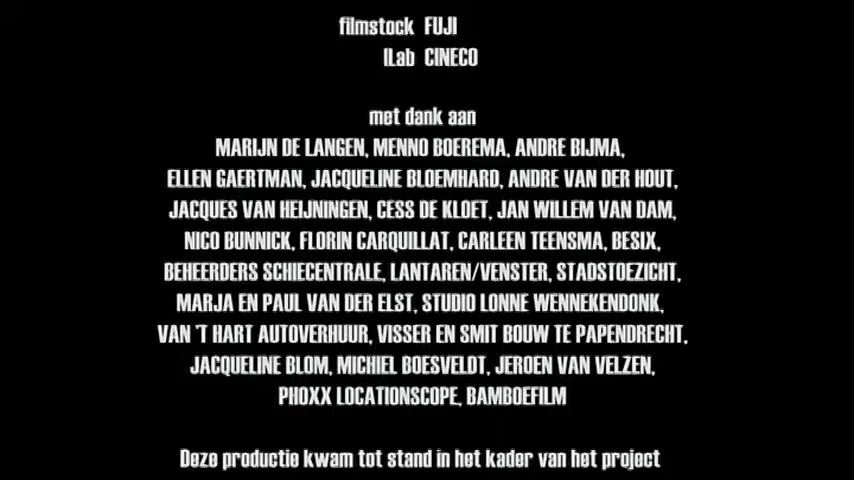 filmstock FUJI
lLab CINECO
met dank aan
MARIJN DE LANGEN, MENNO BOEREMA, ANDRE BIJMA,
ELLEN GAERTMAN, JACQUELINE BLOEMHARD, ANDRE VAN DER HOUT,
JACQUES VAN HEIJNINGEN, CESS DE KLOET, JAN WILLEM VAN DAM,
NICO BUNNICK, FLORIN CARQUILLAT, CARLEEN TEENSMA, BESIX,
BEHEERDERS SCHIECENTRALE, LANTAREN/VENSTER, STADSTOEZICHT,
MARJA EN PAUL VAN DER ELST, STUDIO LONNE WENNEKENDONK,
VAN 'T HART AUTOVERHUUR, VISSER EN SMIT BOUW TE PAPENDRECHT,
JACQUELINE BLOM, MICHIEL BOESVELDT, JEROEN VAN VELZEN,
PHOXX LOCATIONSCOPE, BAMBOEFILM
Deze productie kwam tot stand in het kader van het project